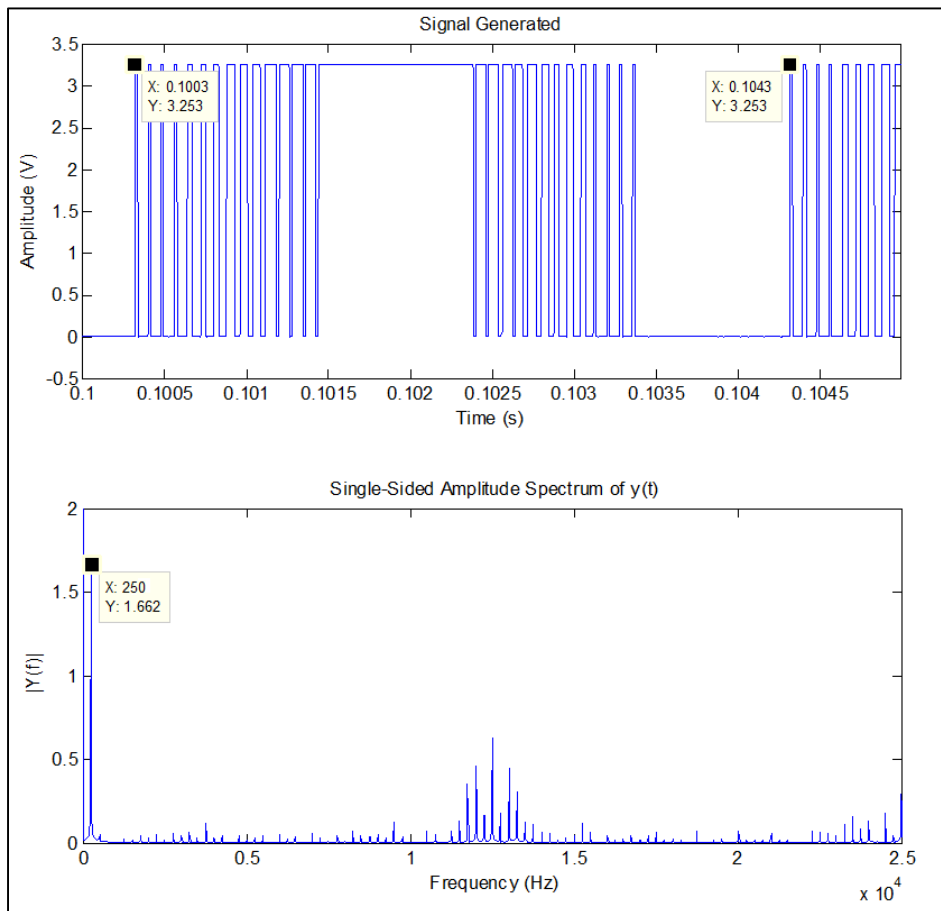 Signal Generated
3.5
3
2.5
2
1.5
1
0.5
0
-0.5
Amplitude (V)
X: 0.1003
Y: 3.253
X: 0.1043
Y: 3.253
0.1 0.1005 0.101 0.1015 0.102 0.1025 0.103 0.1035 0.104 0.1045
Time (s)
Single-Sided Amplitude Spectrum of y(t)
2
1.5
1
0.5
0
|Y(f)|
X: 250
Y: 1.662
0 0.5 1 1.5 2 2.5
Frequency (Hz)
x 10^4